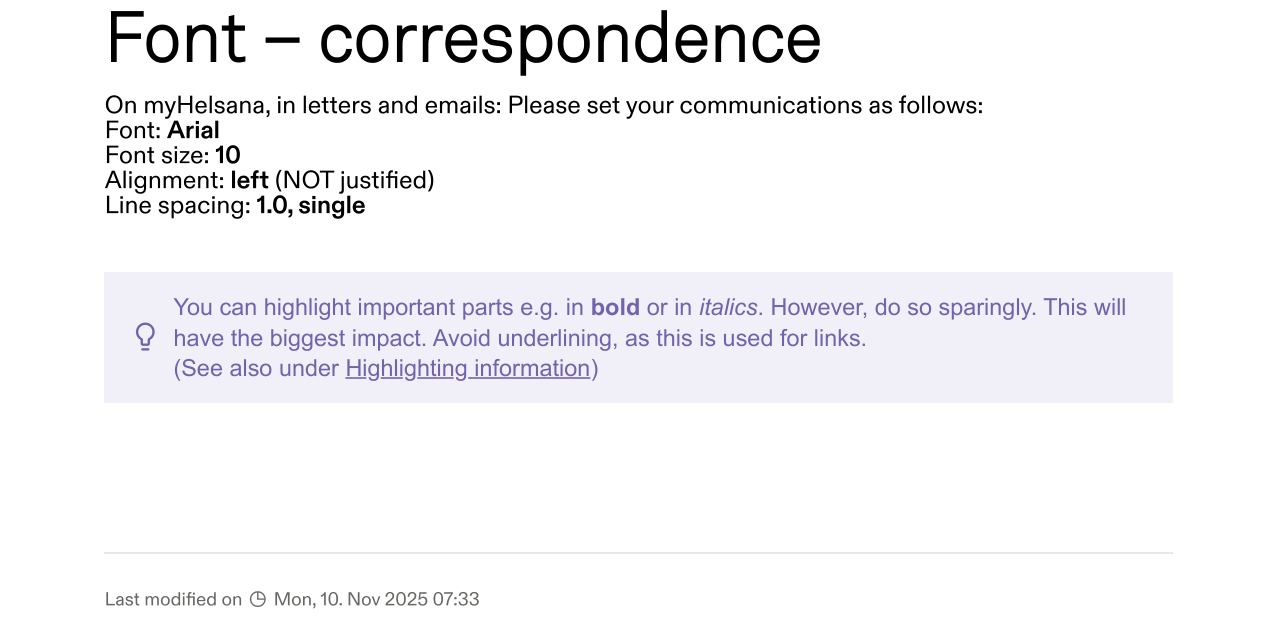 Font – correspondence
On myHelsana, in letters and emails: Please set your communications as follows:
Font: Arial
Font size: 10
Alignment: left (NOT justified)
Line spacing: 1.0, single
You can highlight important parts e.g. in bold or in italics. However, do so sparingly. This will
have the biggest impact. Avoid underlining, as this is used for links.
(See also under Highlighting information)
Last modified on Mon, 10. Nov 2025 07:33